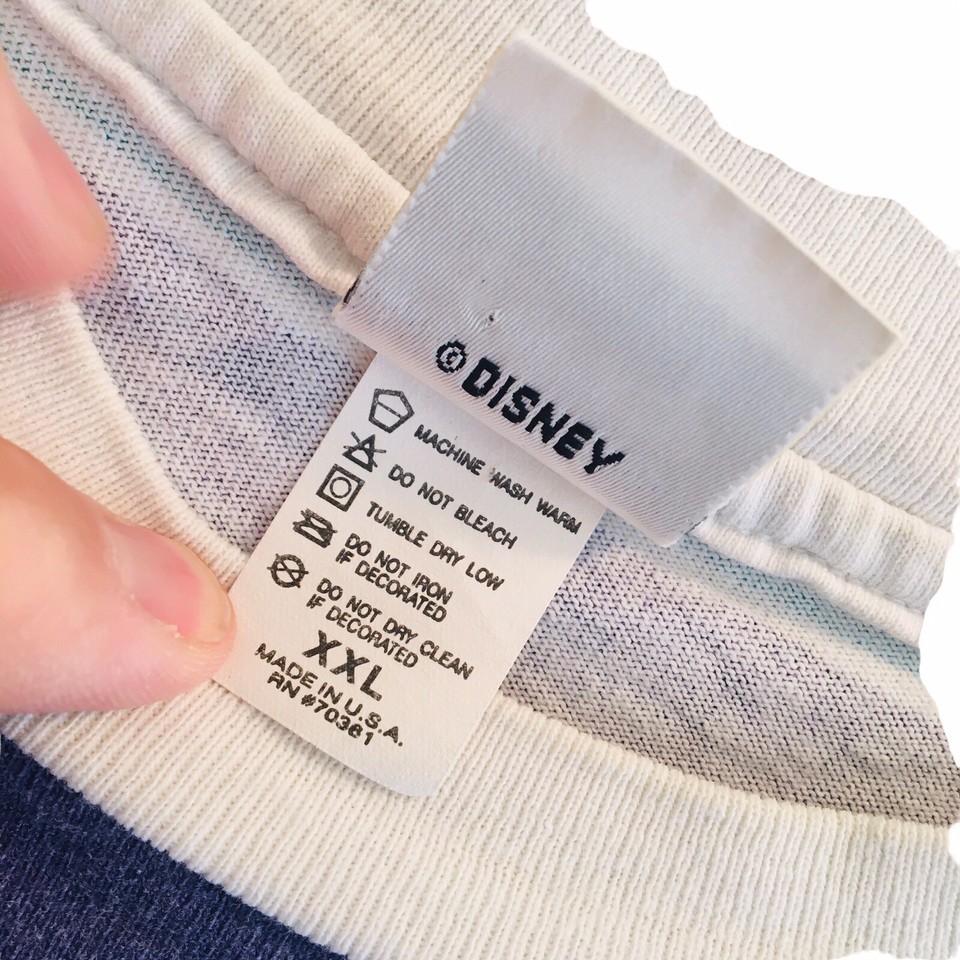 ©DISNEY
MACHINE WASH WARM
DO NOT BLEACH
TUMBLE DRY LOW
DO NOT IRON
IF DECORATED
DO NOT DRY CLEAN
IF DECORATED
XXL
MADE IN U.S.A.
RN #70361